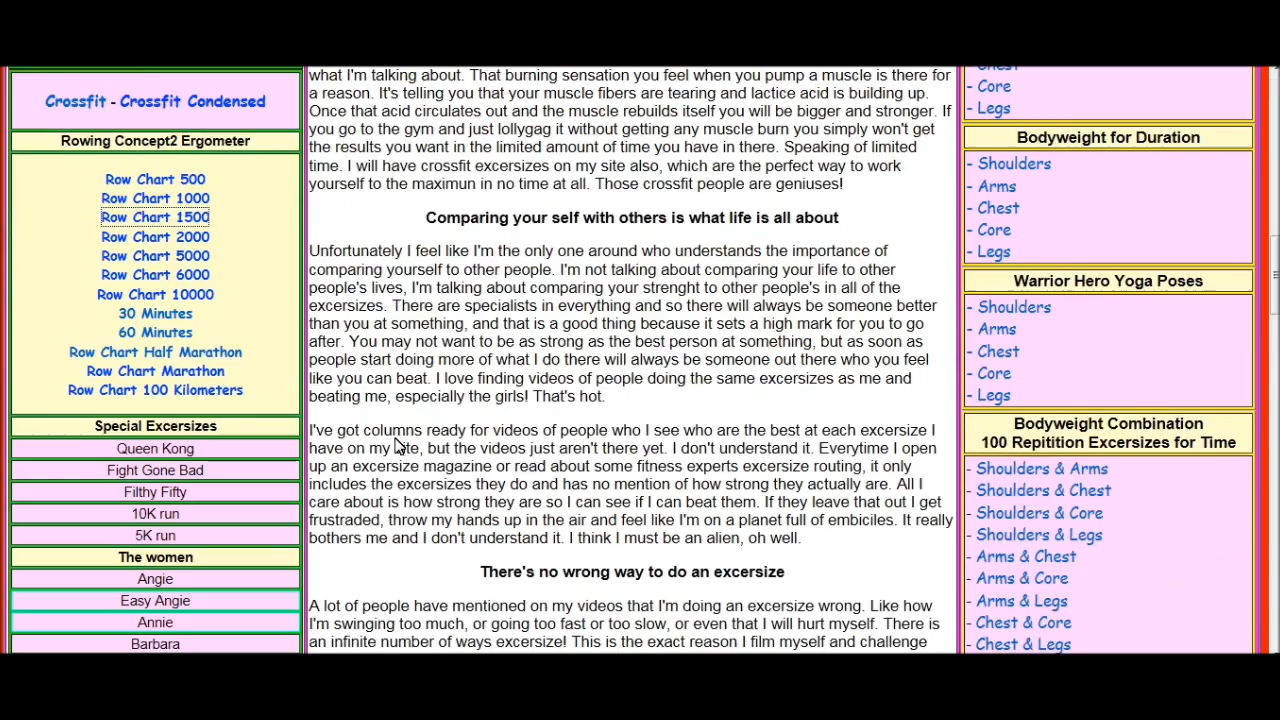 Crossfit - Crossfit Condensed
Rowing Concept2 Ergometer
Row Chart 500
Row Chart 1000
Row Chart 1500
Row Chart 2000
Row Chart 5000
Row Chart 6000
Row Chart 10000
30 Minutes
60 Minutes
Row Chart Half Marathon
Row Chart Marathon
Row Chart 100 Kilometers
Special Excersizes
Queen Kong
Fight Gone Bad
Filthy Fifty
10K run
5K run
The women
Angie
Easy Angie
Annie
Barbara
what I'm talking about. That burning sensation you feel when you pump a muscle is there for
a reason. It's telling you that your muscle fibers are tearing and lactice acid is building up.
Once that acid circulates out and the muscle rebuilds itself you will be bigger and stronger. If
you go to the gym and just lollygag it without getting any muscle burn you simply won't get
the results you want in the limited amount of time you have in there. Speaking of limited
time. I will have crossfit excersizes on my site also, which are the perfect way to work
yourself to the maximun in no time at all. Those crossfit people are geniuses!
Comparing your self with others is what life is all about
Unfortunately I feel like I'm the only one around who understands the importance of
comparing yourself to other people. I'm not talking about comparing your life to other
people's lives, I'm talking about comparing your strenght to other people's in all of the
excersizes. There are specialists in everything and so there will always be someone better
than you at something, and that is a good thing because it sets a high mark for you to go
after. You may not want to be as strong as the best person at something, but as soon as
people start doing more of what I do there will always be someone out there who you feel
like you can beat. I love finding videos of people doing the same excersizes as me and
beating me, especially the girls! That's hot.
I've got columns ready for videos of people who I see who are the best at each excersize I
have on my site, but the videos just aren't there yet. I don't understand it. Everytime I open
up an excersize magazine or read about some fitness experts excersize routing, it only
includes the excersizes they do and has no mention of how strong they actually are. All I
care about is how strong they are so I can see if I can beat them. If they leave that out I get
frustraded, throw my hands up in the air and feel like I'm on a planet full of embiciles. It really
bothers me and I don't understand it. I think I must be an alien, oh well.
There's no wrong way to do an excersize
A lot of people have mentioned on my videos that I'm doing an excersize wrong. Like how
I'm swinging too much, or going too fast or too slow, or even that I will hurt myself. There is
an infinite number of ways excersize! This is the exact reason I film myself and challenge
- Chest
- Core
- Legs
Bodyweight for Duration
- Shoulders
- Arms
- Chest
- Core
- Legs
Warrior Hero Yoga Poses
- Shoulders
- Arms
- Chest
- Core
- Legs
Bodyweight Combination
100 Repitition Excersizes for Time
- Shoulders & Arms
- Shoulders & Chest
- Shoulders & Core
- Shoulders & Legs
- Arms & Chest
- Arms & Core
- Arms & Legs
- Chest & Core
- Chest & Legs